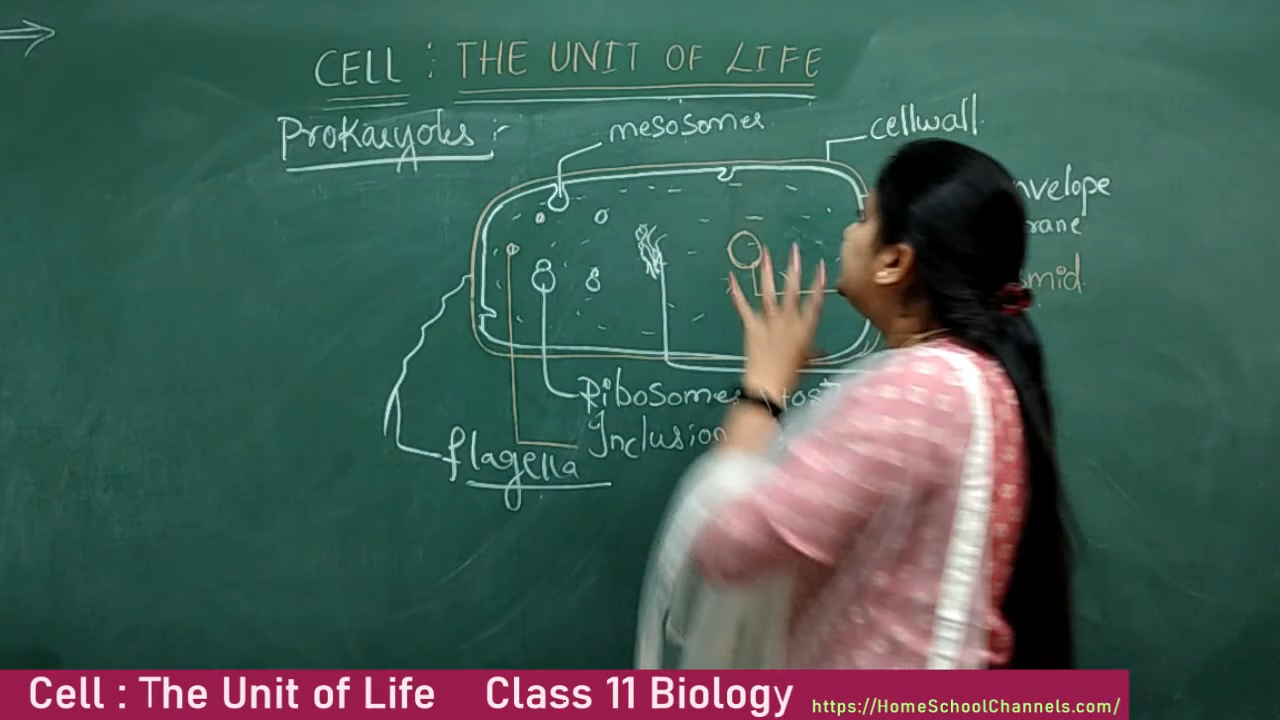 CELL : THE UNIT OF LIFE
Prokaryotes :-
mesosomes
cellwall
nvelope
rane
smid
Ribosomes
Inclusion
flagella
Cell : The Unit of Life Class 11 Biology https://HomeSchoolChannels.com/